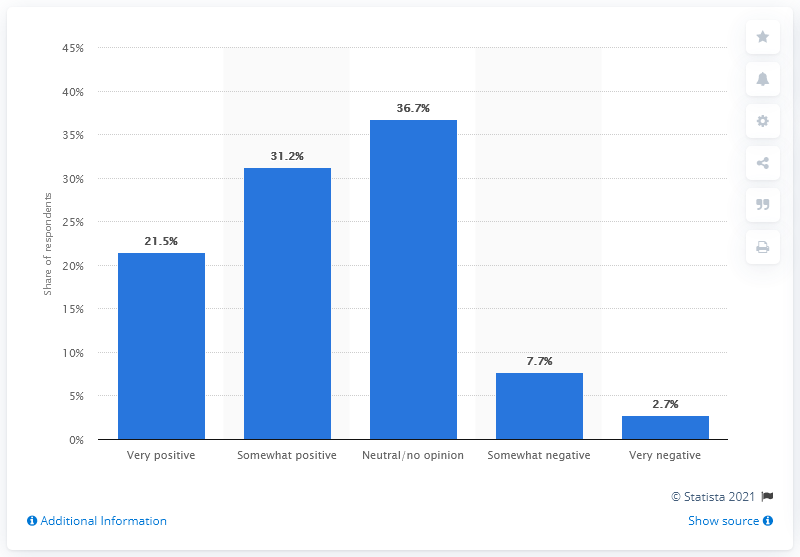 45%
40%
35%
30%
25%
20%
15%
10%
5%
0%
Share of respondents
21.5%
31.2%
36.7%
7.7%
2.7%
Very positive
Somewhat positive
Neutral/no opinion
Somewhat negative
Very negative
© Statista 2021
Additional Information
Show source